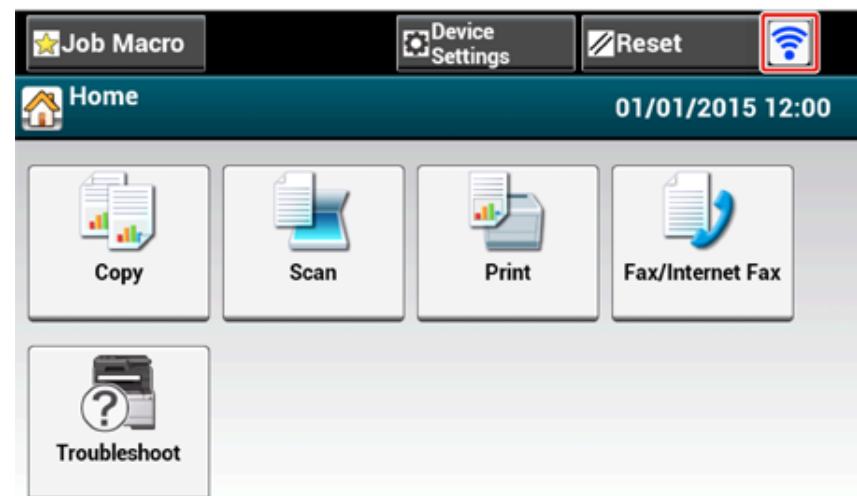 Job Macro
Device
Settings
Reset
Home
01/01/2015 12:00
Copy
Scan
Print
Fax/Internet Fax
Troubleshoot